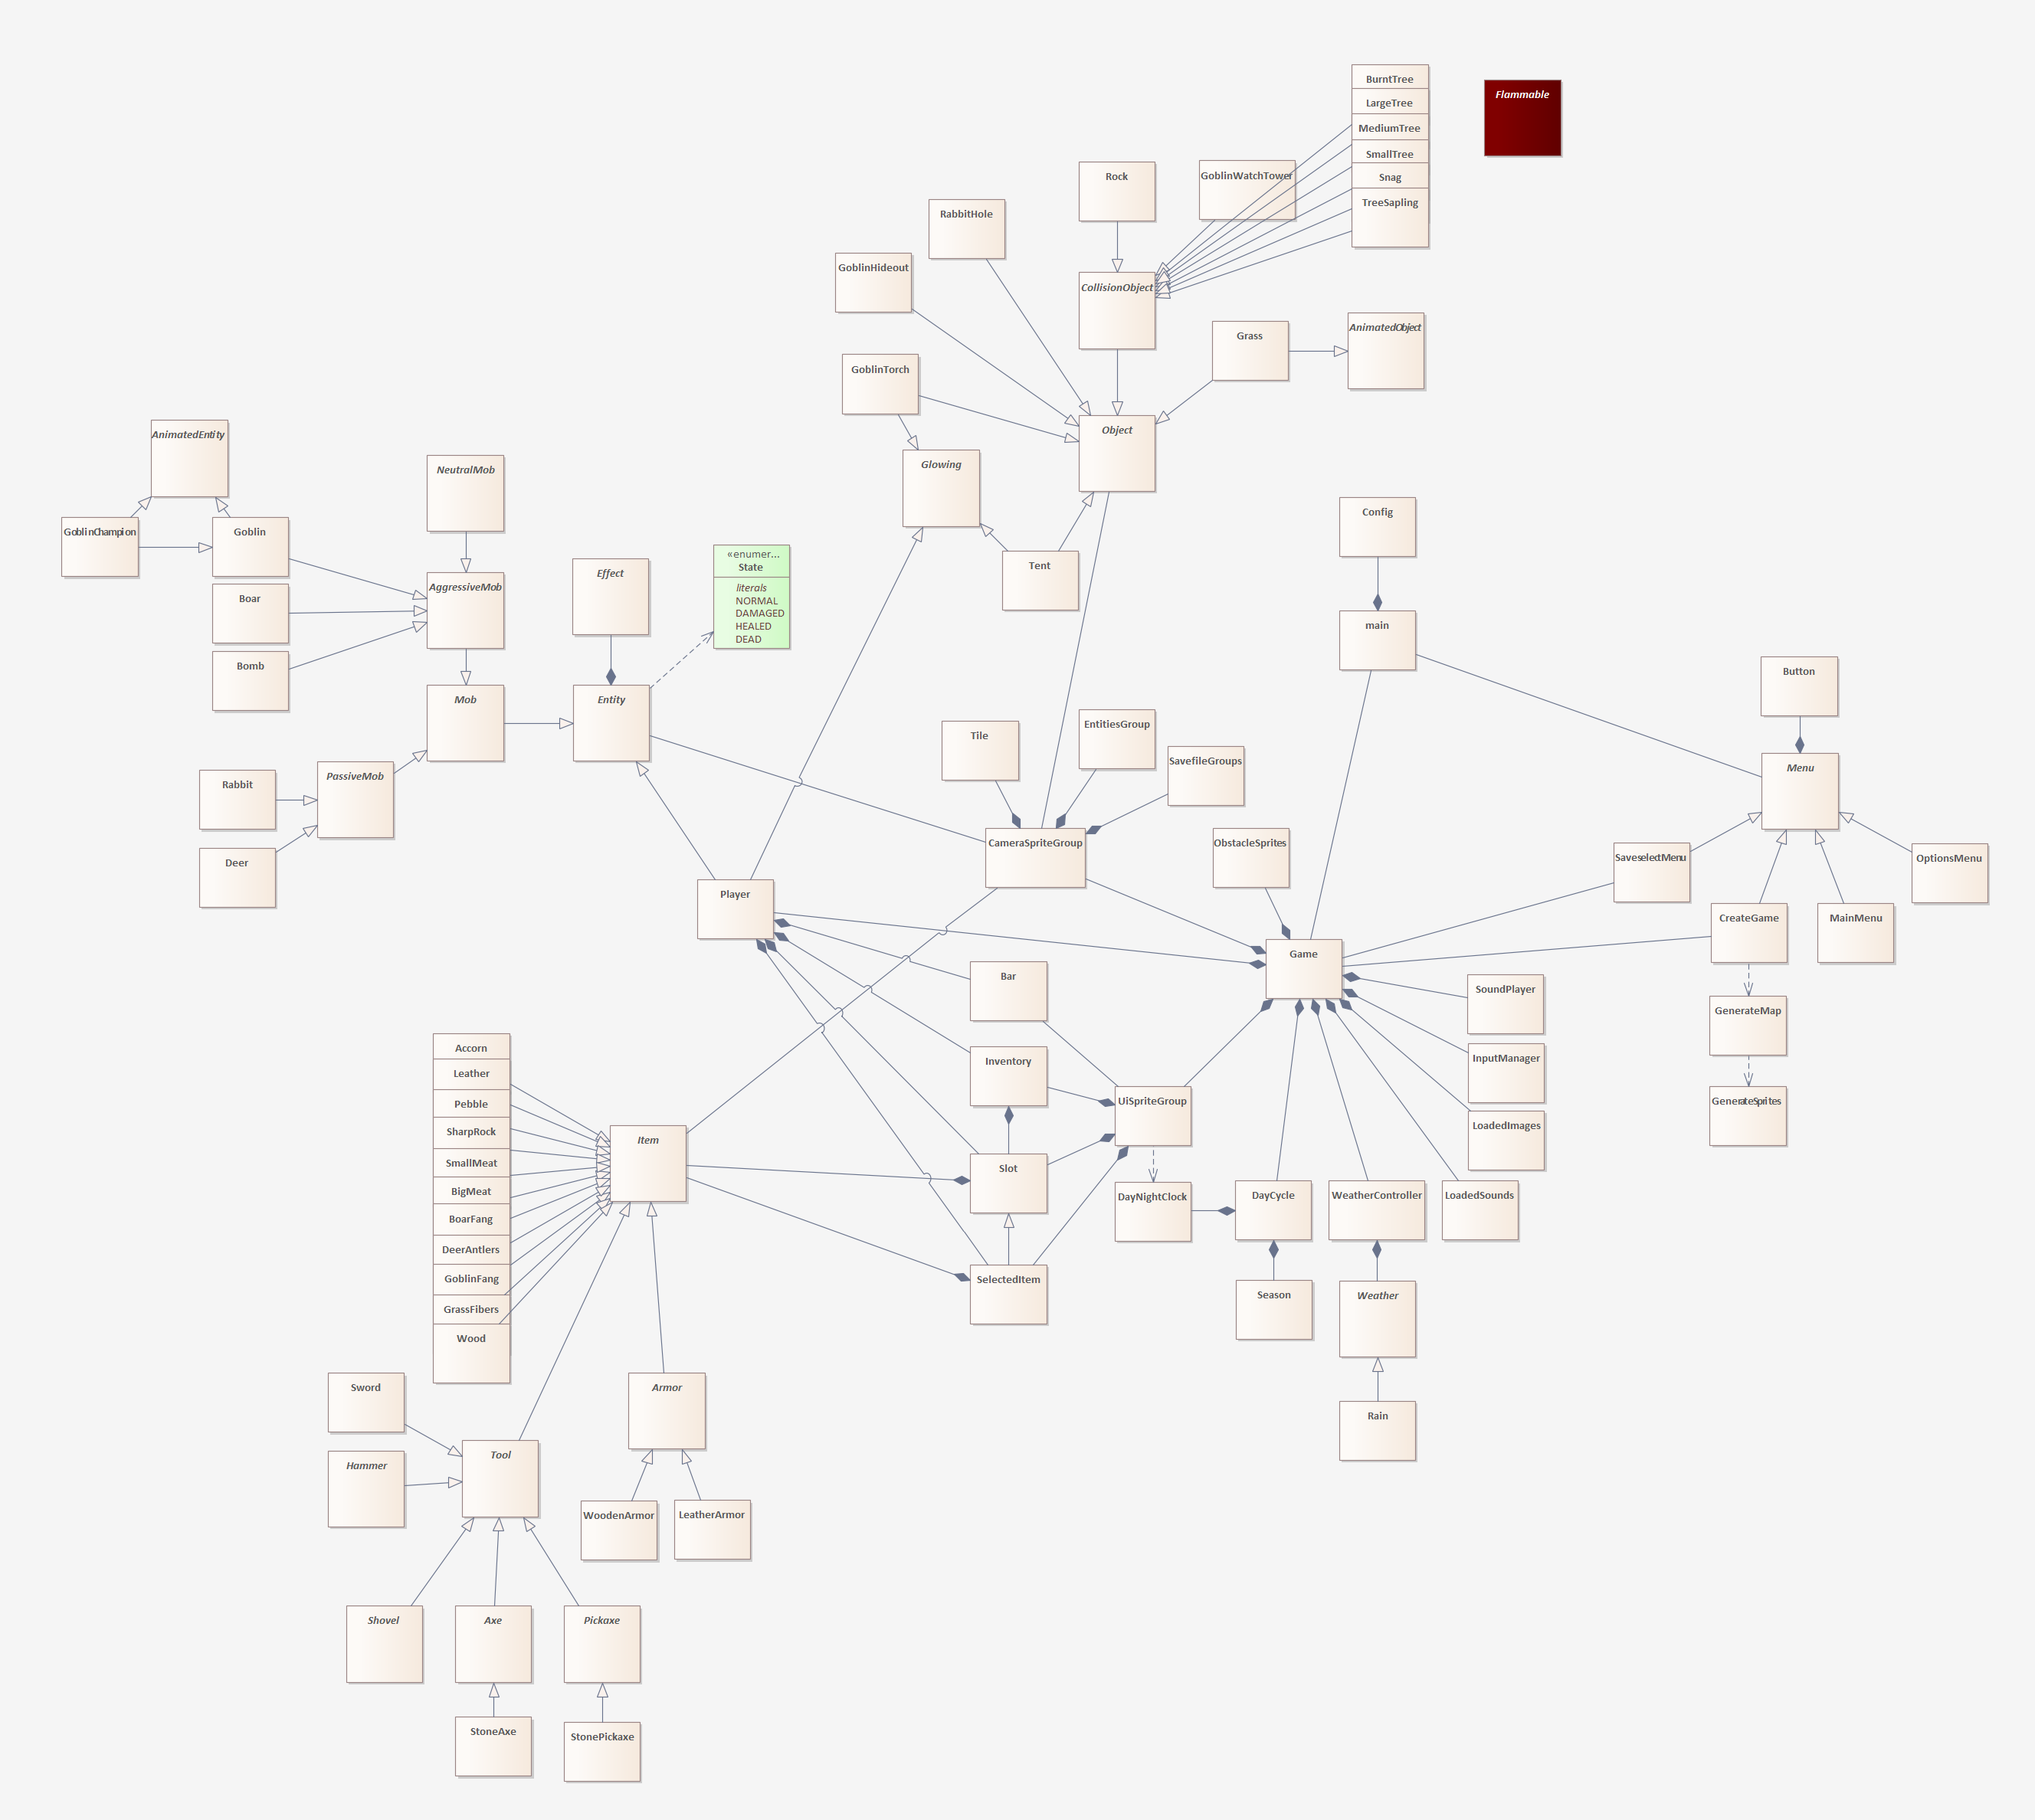 BurntTree
LargeTree
MediumTree
SmallTree
Snag
TreeSapling
Flammable
Rock
GoblinWatchTower
RabbitHole
GoblinHideout
CollisionObject
Grass
AnimatedObject
GoblinTorch
Object
Glowing
AnimatedEntity
NeutralMob
GoblinChampion
Goblin
Config
«enumer...
State
literals
NORMAL
DAMAGED
HEALED
DEAD
Effect
Tent
AggressiveMob
Boar
Bomb
main
Button
Mob
Entity
Tile
EntitiesGroup
SavefileGroups
Menu
PassiveMob
Rabbit
Deer
CameraSpriteGroup
ObstacleSprites
SaveselectMenu
OptionsMenu
Player
CreateGame
MainMenu
Game
Bar
SoundPlayer
GenerateMap
Accorn
Leather
Pebble
SharpRock
SmallMeat
BigMeat
BoarFang
DeerAntlers
GoblinFang
GrassFibers
Wood
Inventory
InputManager
UiSpriteGroup
GenerateSprites
LoadedImages
Item
Slot
DayNightClock
DayCycle
WeatherController
LoadedSounds
SelectedItem
Season
Weather
Sword
Armor
Rain
Tool
Hammer
WoodenArmor
LeatherArmor
Shovel
Axe
Pickaxe
StoneAxe
StonePickaxe